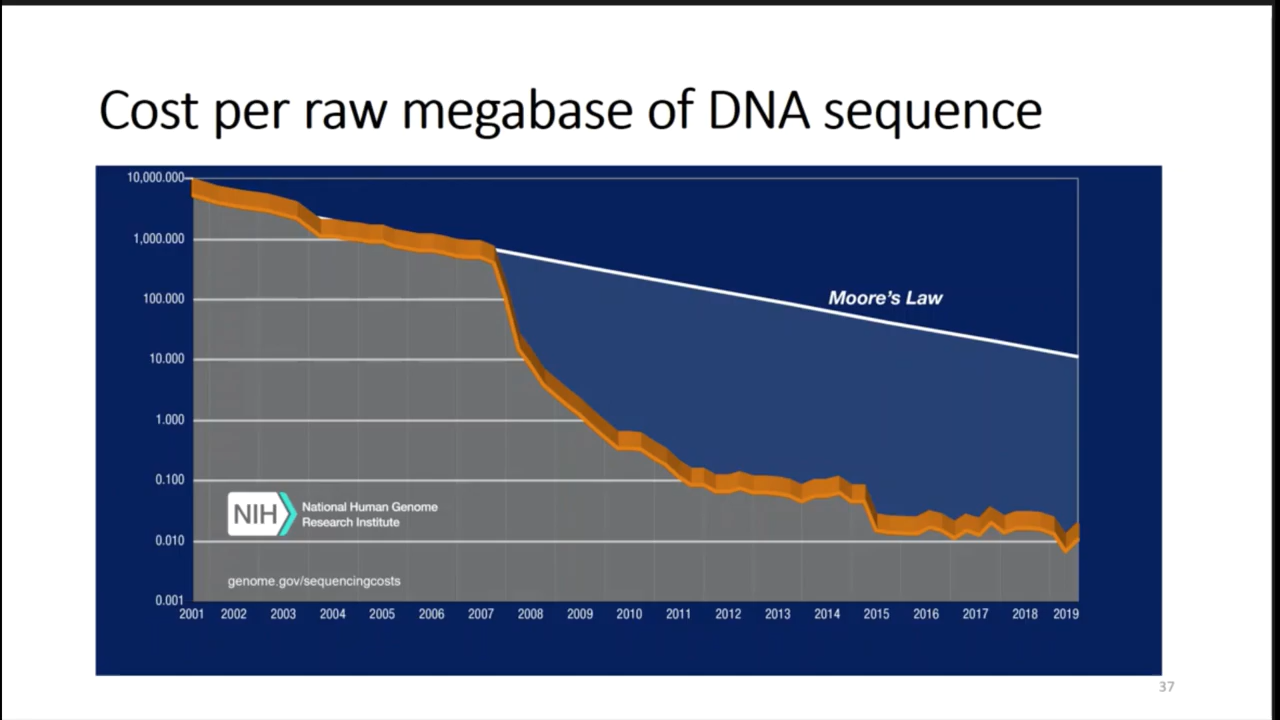 Cost per raw megabase of DNA sequence
10,000.000
1,000.000
100.000
10.000
1.000
0.100
0.010
0.001
Moore's Law
NIH
National Human Genome
Research Institute
genome.gov/sequencingcosts
2001 2002 2003 2004 2005 2006 2007 2008 2009 2010 2011 2012 2013 2014 2015 2016 2017 2018 2019
37